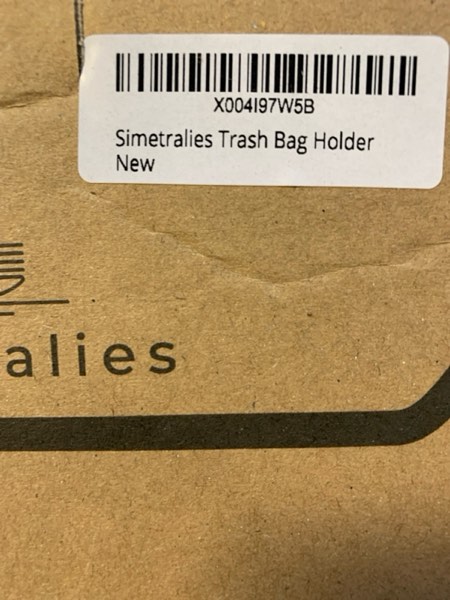 X004I97W5B
Simetralies Trash Bag Holder
New
alies